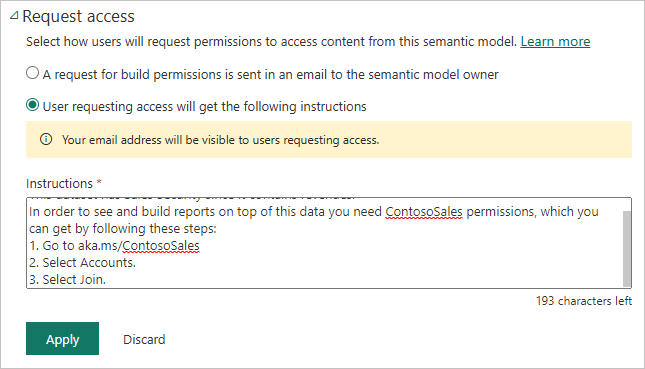 Request access
Select how users will request permissions to access content from this semantic model. Learn more
A request for build permissions is sent in an email to the semantic model owner
User requesting access will get the following instructions
Your email address will be visible to users requesting access.
Instructions *
In order to see and build reports on top of this data you need ContosoSales permissions, which you
can get by following these steps:
1. Go to aka.ms/ContosoSales
2. Select Accounts.
3. Select Join.
193 characters left
Apply
Discard